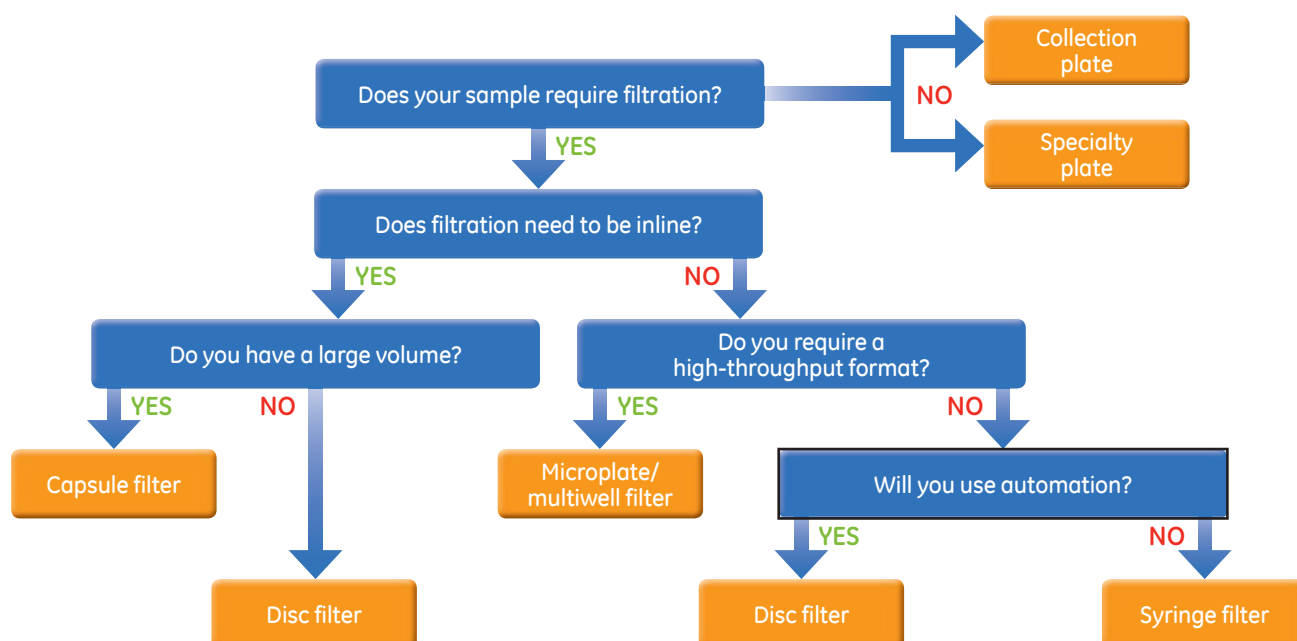 Collection
plate
Does your sample require filtration?
NO
YES
Specialty
plate
Does filtration need to be inline?
YES
NO
Do you have a large volume?
Do you require a
high-throughput format?
YES
NO
YES
NO
Capsule filter
Microplate/
multiwell filter
Will you use automation?
YES
NO
Disc filter
Disc filter
Syringe filter